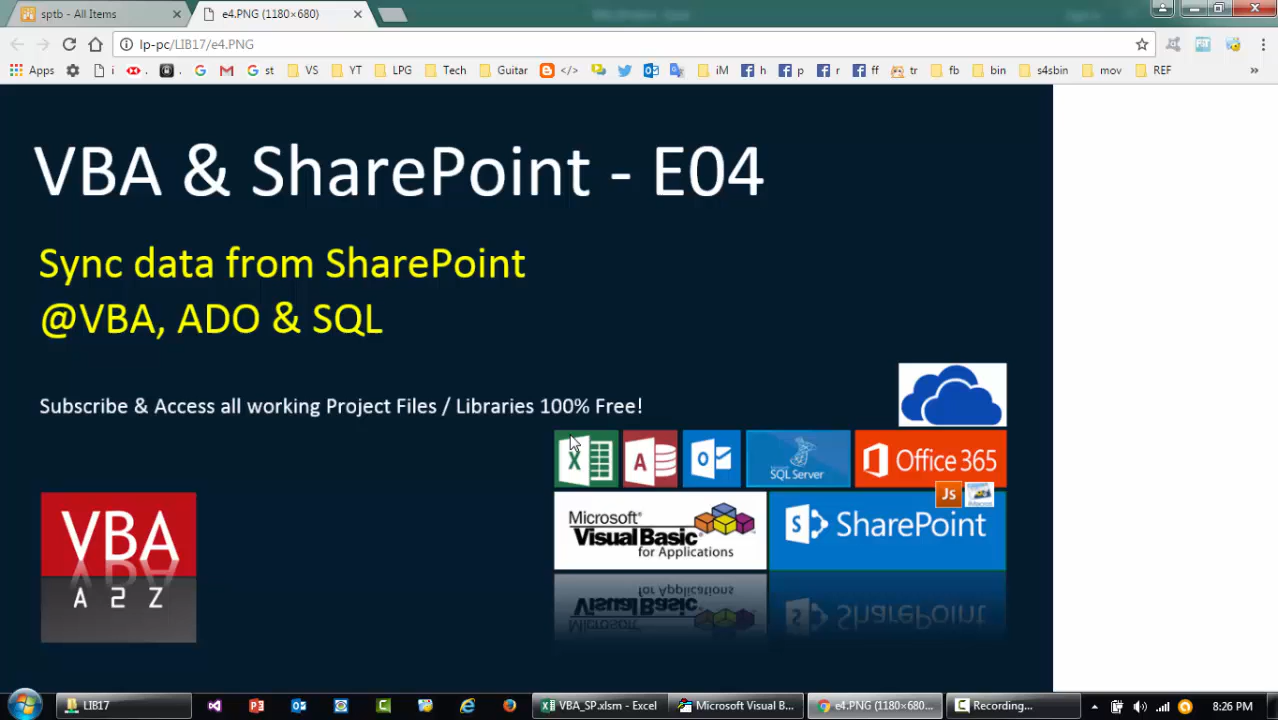 sptb - All Items
e4.PNG (1180×680)
lp-pc/LIB17/e4.PNG
Apps
i
st
VS
YT
LPG
Tech
Guitar
</>
iM
h
p
r
ff
tr
fb
bin
s4sbin
mov
REF
»
VBA & SharePoint - E04
Sync data from SharePoint
@VBA, ADO & SQL
Subscribe & Access all working Project Files / Libraries 100% Free!
SQL Server
Office 365
Js
Microsoft®
Visual Basic
for Applications
SharePoint
VBA
A 2 Z
LIB17
VBA_SP.xlsm - Excel
Microsoft Visual B...
e4.PNG (1180×680...
Recording...
8:26 PM